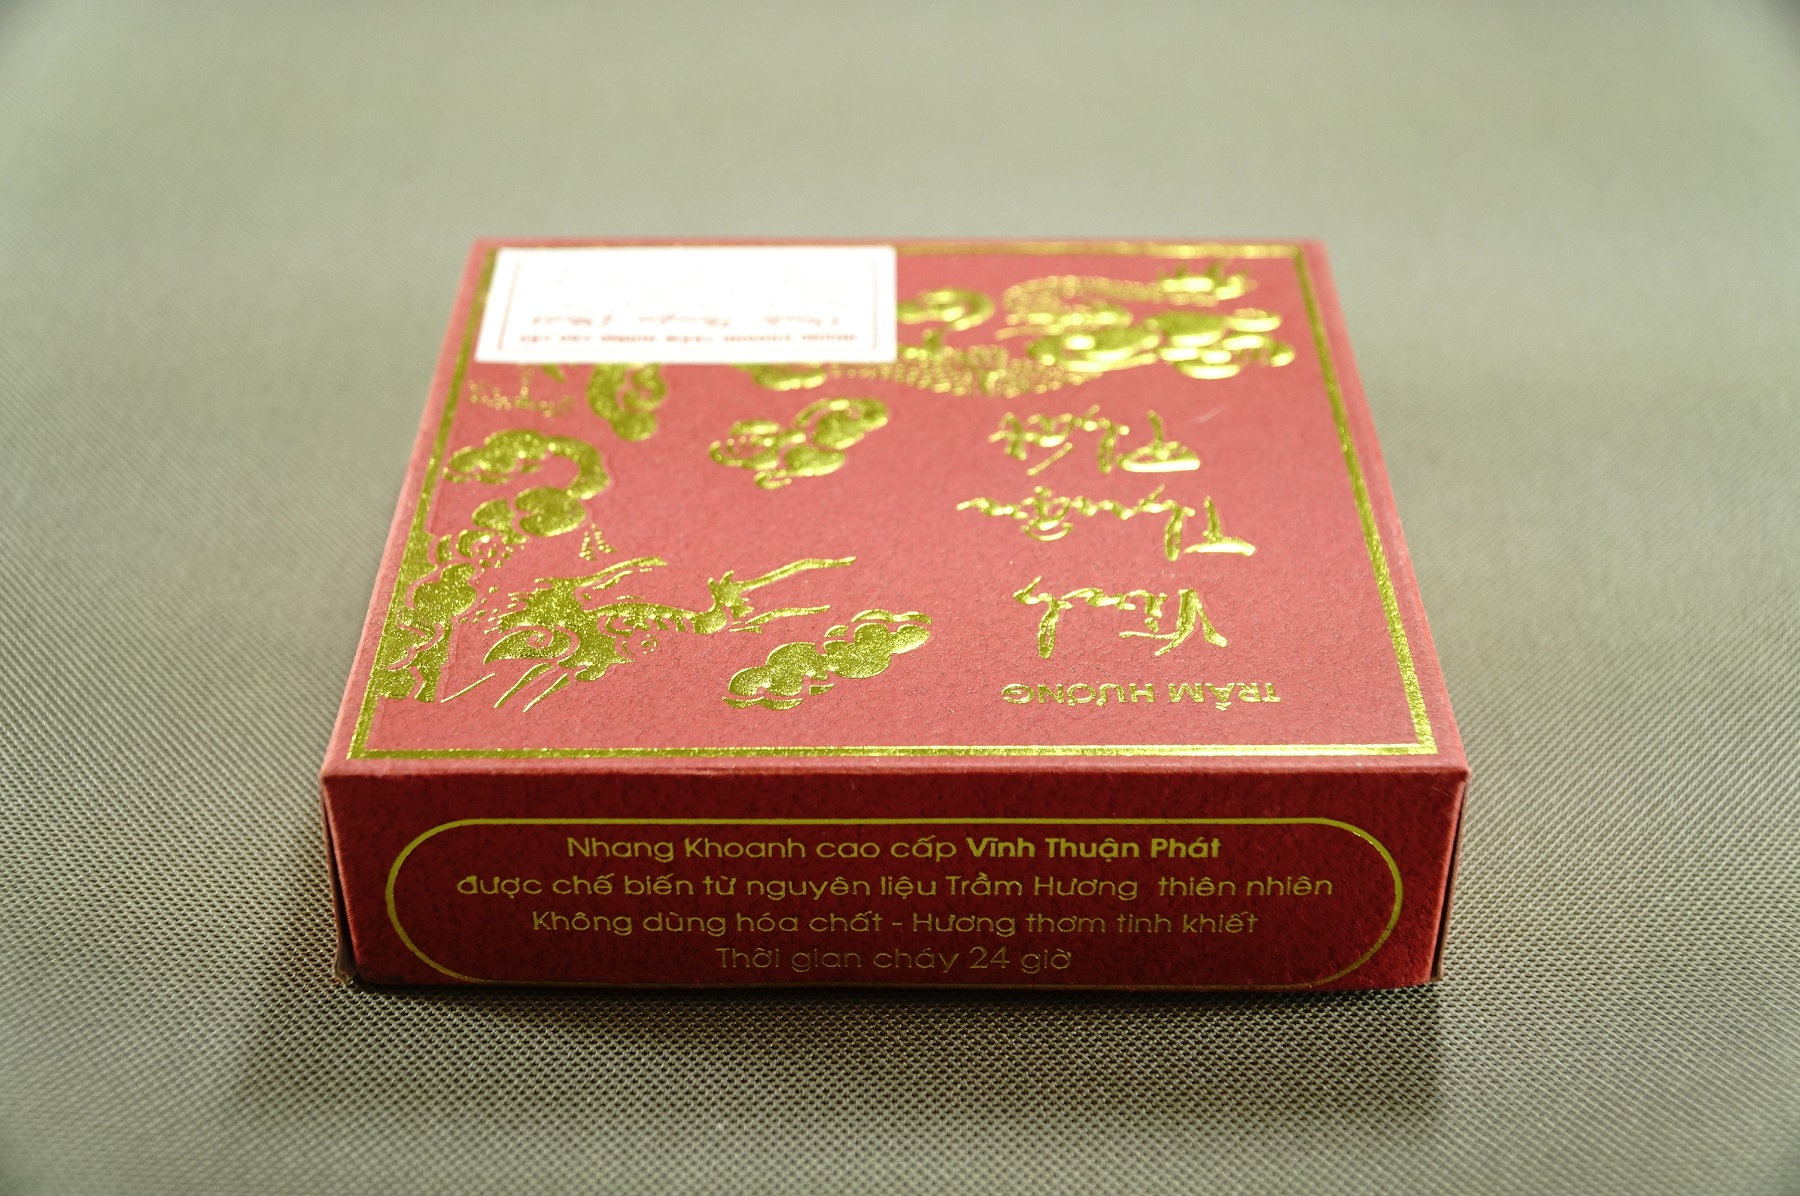 TRẦM HƯƠNG
Vĩnh
Thuận
Phát
Nhang Khoanh cao cấp Vĩnh Thuận Phát
được chế biến từ nguyên liệu Trầm Hương thiên nhiên
Không dùng hóa chất - Hương thơm tinh khiết
Thời gian cháy 24 giờ